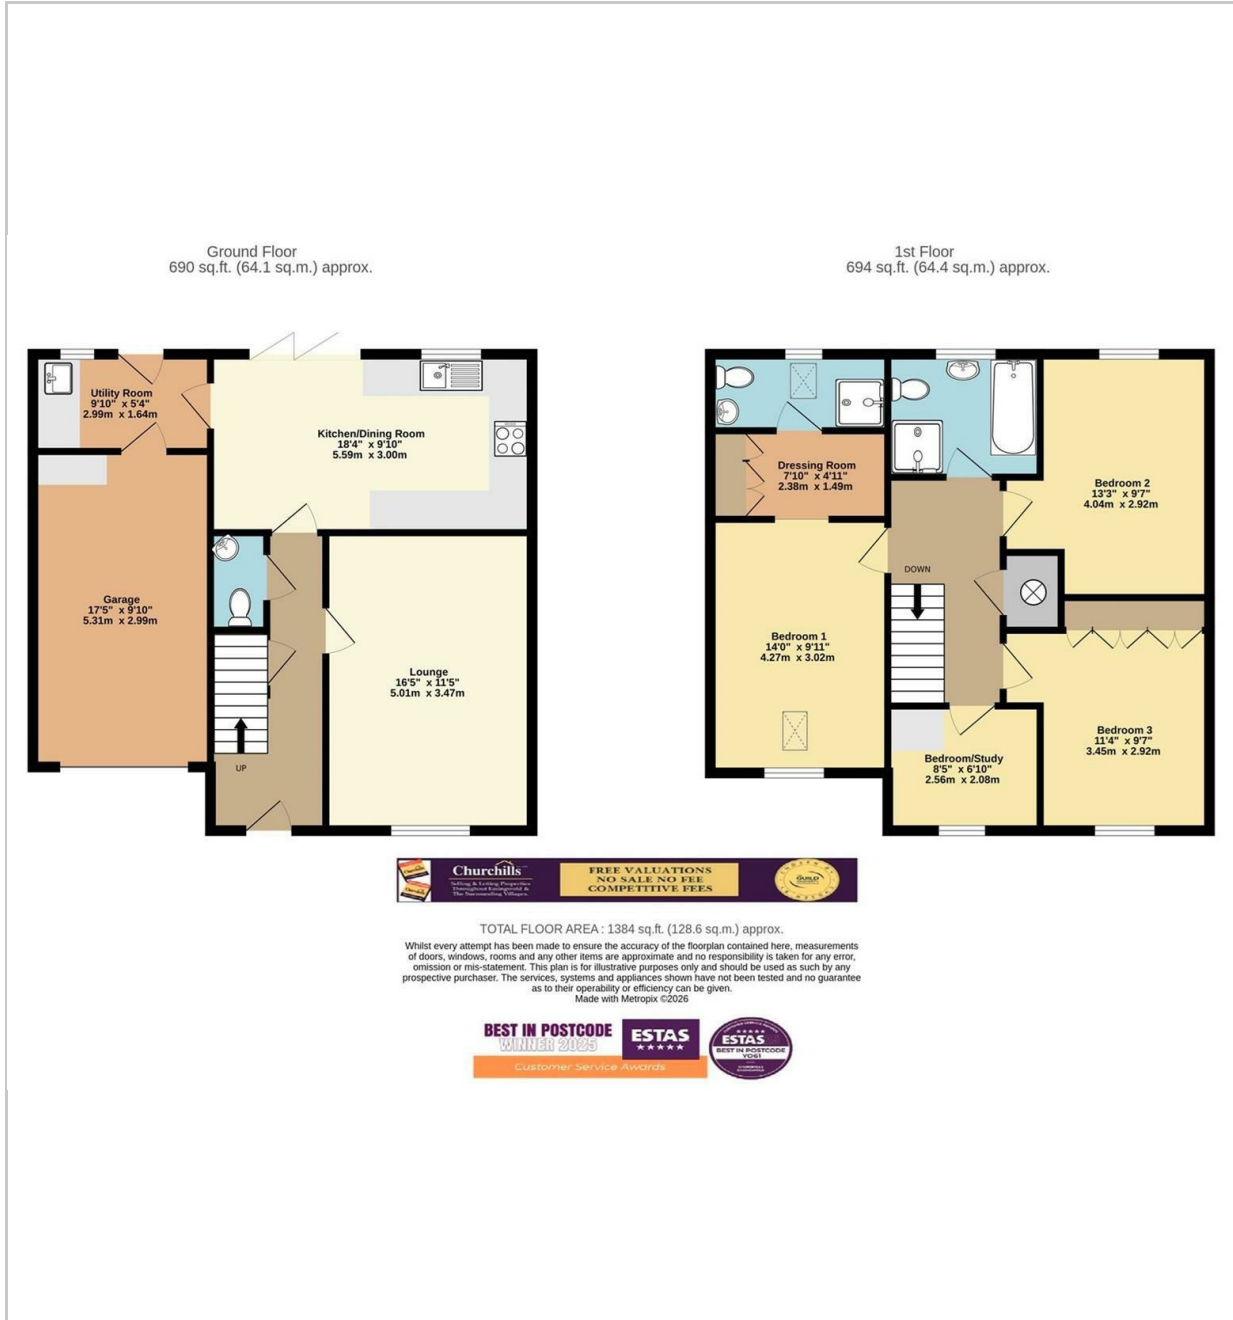 Ground Floor
690 sq.ft. (64.1 sq.m.) approx.
1st Floor
694 sq.ft. (64.4 sq.m.) approx.
Utility Room
9'10" x 5'4"
2.99m x 1.64m
Kitchen/Dining Room
18'4" x 9'10"
5.59m x 3.00m
Garage
17'5" x 9'10"
5.31m x 2.99m
Lounge
16'5" x 11'5"
5.01m x 3.47m
UP
Dressing Room
7'10" x 4'11"
2.38m x 1.49m
Bedroom 2
13'3" x 9'7"
4.04m x 2.92m
DOWN
Bedroom 1
14'0" x 9'11"
4.27m x 3.02m
Bedroom 3
11'4" x 9'7"
3.45m x 2.92m
Bedroom/Study
8'5" x 6'10"
2.56m x 2.08m
Churchills
Selling & Letting Properties
Throughout Easingwold &
The Surrounding Villages.
FREE VALUATIONS
NO SALE NO FEE
COMPETITIVE FEES
GUILD
TOTAL FLOOR AREA : 1384 sq.ft. (128.6 sq.m.) approx.
Whilst every attempt has been made to ensure the accuracy of the floorplan contained here, measurements
of doors, windows, rooms and any other items are approximate and no responsibility is taken for any error,
omission or mis-statement. This plan is for illustrative purposes only and should be used as such by any
prospective purchaser. The services, systems and appliances shown have not been tested and no guarantee
as to their operability or efficiency can be given.
Made with Metropix ©2026
BEST IN POSTCODE
WINNER 2025
ESTAS
Customer Service Awards
ESTAS
BEST IN POSTCODE
YO61